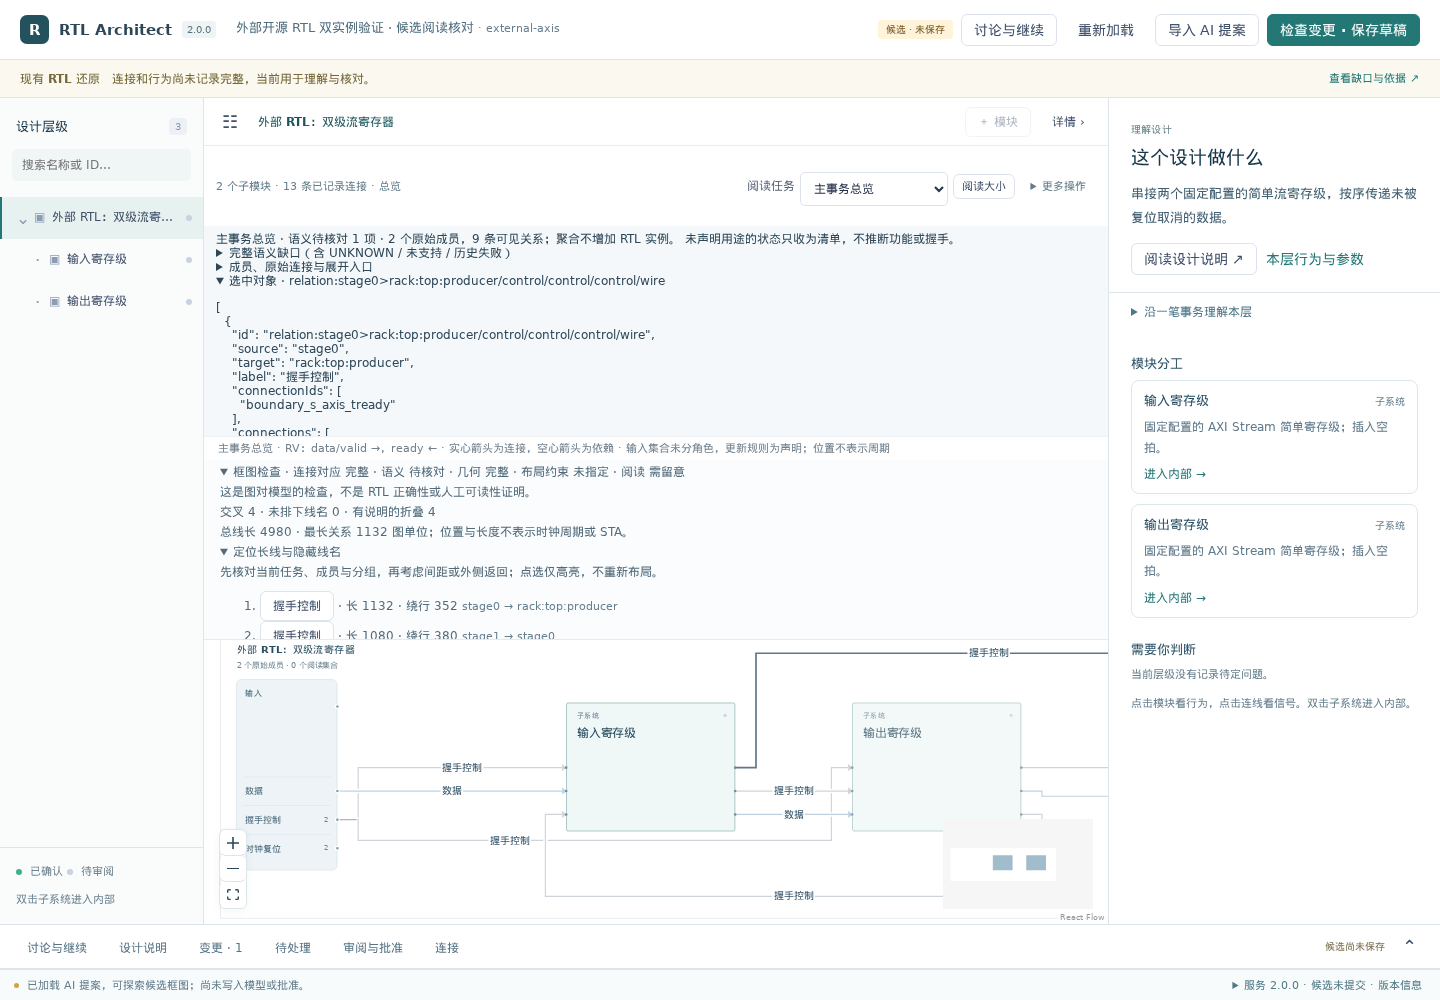 R RTL Architect 2.0.0 外部开源 RTL 双实例验证 · 候选阅读核对 · external-axis 候选 · 未保存 讨论与继续 重新加载 导入 AI 提案 检查变更 · 保存草稿
现有 RTL 还原 连接和行为尚未记录完整，当前用于理解与核对。 查看缺口与依据 ↗
设计层级 3
搜索名称或 ID...
外部 RTL：双级流寄...
输入寄存级
输出寄存级
已确认 待审阅
双击子系统进入内部
外部 RTL：双级流寄存器 + 模块 详情 ›
2 个子模块 · 13 条已记录连接 · 总览 阅读任务 主事务总览 阅读大小 ▶ 更多操作
主事务总览 · 语义待核对 1 项 · 2 个原始成员，9 条可见关系；聚合不增加 RTL 实例。 未声明用途的状态只收为清单，不推断功能或握手。
▶ 完整语义缺口（含 UNKNOWN / 未支持 / 历史失败）
▶ 成员、原始连接与展开入口
▼ 选中对象 · relation:stage0>rack:top:producer/control/control/control/wire
[
{
"id": "relation:stage0>rack:top:producer/control/control/control/wire",
"source": "stage0",
"target": "rack:top:producer",
"label": "握手控制",
"connectionIds": [
"boundary_s_axis_tready"
],
"connections": [
主事务总览 · RV: data/valid →, ready ← · 实心箭头为连接，空心箭头为依赖 · 输入集合未分角色，更新规则为声明；位置不表示周期
▼ 框图检查 · 连接对应 完整 · 语义 待核对 · 几何 完整 · 布局约束 未指定 · 阅读 需留意
这是图对模型的检查，不是 RTL 正确性或人工可读性证明。
交叉 4 · 未排下线名 0 · 有说明的折叠 4
总线长 4980 · 最长关系 1132 图单位；位置与长度不表示时钟周期或 STA。
▼ 定位长线与隐藏线名
先核对当前任务、成员与分组，再考虑间距或外侧返回；点选仅高亮，不重新布局。
1. 握手控制 · 长 1132 · 绕行 352 stage0 → rack:top:producer
2. 握手控制 · 长 1080 · 绕行 380 stage1 → stage0
外部 RTL：双级流寄存器
2 个原始成员 · 0 个阅读集合
输入
数据
握手控制 2
时钟复位 2
握手控制
数据
握手控制
子系统
输入寄存级
握手控制
数据
子系统
输出寄存级
握手控制
握手控制
React Flow
理解设计
这个设计做什么
串接两个固定配置的简单流寄存级，按序传递未被
复位取消的数据。
阅读设计说明 ↗ 本层行为与参数
▶ 沿一笔事务理解本层
模块分工
输入寄存级 子系统
固定配置的 AXI Stream 简单寄存级；插入空
拍。
进入内部 →
输出寄存级 子系统
固定配置的 AXI Stream 简单寄存级；插入空
拍。
进入内部 →
需要你判断
当前层级没有记录待定问题。
点击模块看行为，点击连线看信号。双击子系统进入内部。
讨论与继续 设计说明 变更 · 1 待处理 审阅与批准 连接 候选尚未保存
已加载 AI 提案，可探索候选框图；尚未写入模型或批准。 ▶ 服务 2.0.0 · 候选未提交 · 版本信息